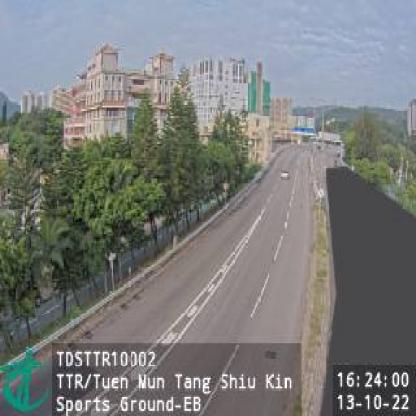 TDSTTR10002
TTR/Tuen Mun Tang Shiu Kin
Sports Ground-EB
16:24:00
13-10-22